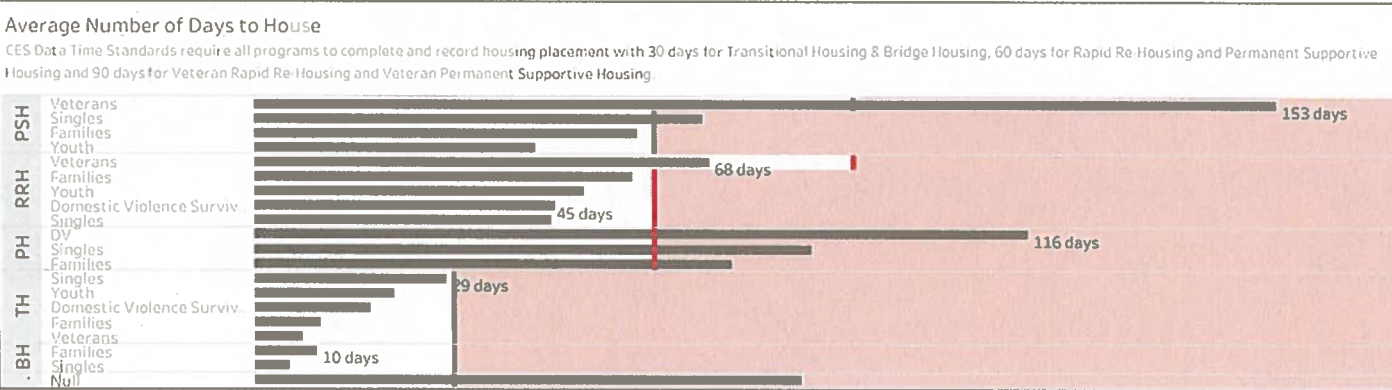 Average Number of Days to House
CES Data Time Standards require all programs to complete and record housing placement with 30 days for Transitional Housing & Bridge Housing, 60 days for Rapid Re-Housing and Permanent Supportive
Housing and 90 days for Veteran Rapid Re-Housing and Veteran Permanent Supportive Housing
PSH
Veterans
153 days
Singles
Families
Youth
RRH
Veterans
68 days
Families
Youth
Domestic Violence Surviv..
45 days
Singles
PH
DV
116 days
Singles
Families
TH
Singles
29 days
Youth
Domestic Violence Surviv..
Families
Veterans
BH
Families
10 days
Singles
Null